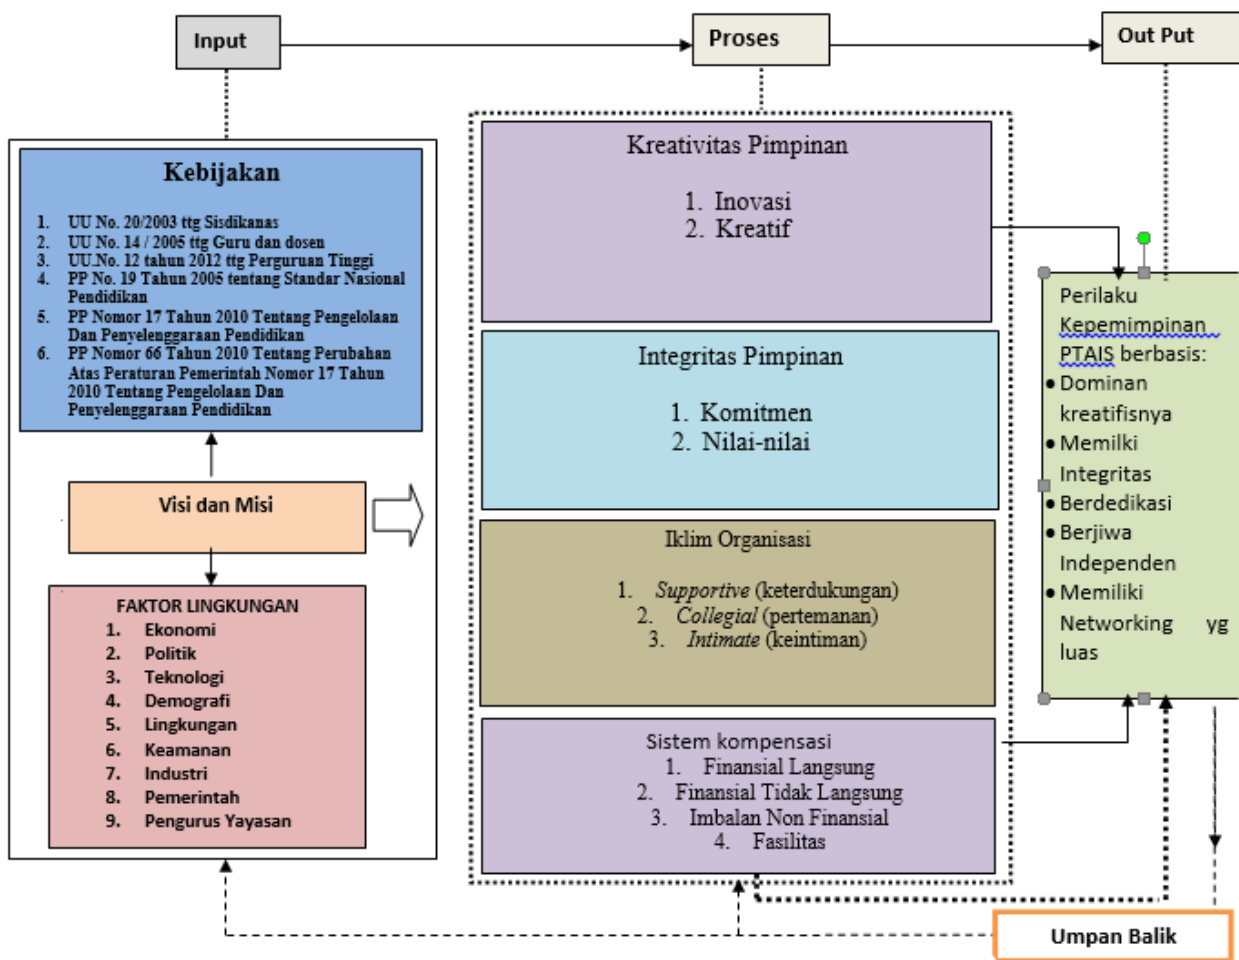 Input
Proses
Out Put
Kebijakan
1. UU No. 20/2003 ttg Sisdikanas
2. UU No. 14 / 2005 ttg Guru dan dosen
3. UU.No. 12 tahun 2012 ttg Perguruan Tinggi
4. PP No. 19 Tahun 2005 tentang Standar Nasional
Pendidikan
5. PP Nomor 17 Tahun 2010 Tentang Pengelolaan
Dan Penyelenggaraan Pendidikan
6. PP Nomor 66 Tahun 2010 Tentang Perubahan
Atas Peraturan Pemerintah Nomor 17 Tahun
2010 Tentang Pengelolaan Dan
Penyelenggaraan Pendidikan
Visi dan Misi
FAKTOR LINGKUNGAN
1. Ekonomi
2. Politik
3. Teknologi
4. Demografi
5. Lingkungan
6. Keamanan
7. Industri
8. Pemerintah
9. Pengurus Yayasan
Kreativitas Pimpinan
1. Inovasi
2. Kreatif
Integritas Pimpinan
1. Komitmen
2. Nilai-nilai
Iklim Organisasi
1. Supportive (keterdukungan)
2. Collegial (pertemanan)
3. Intimate (keintiman)
Sistem kompensasi
1. Finansial Langsung
2. Finansial Tidak Langsung
3. Imbalan Non Finansial
4. Fasilitas
Perilaku
Kepemimpinan
PTAIS berbasis:
● Dominan
kreatifisnya
● Memilki
Integritas
● Berdedikasi
● Berjiwa
Independen
● Memiliki
Networking yg
luas
Umpan Balik